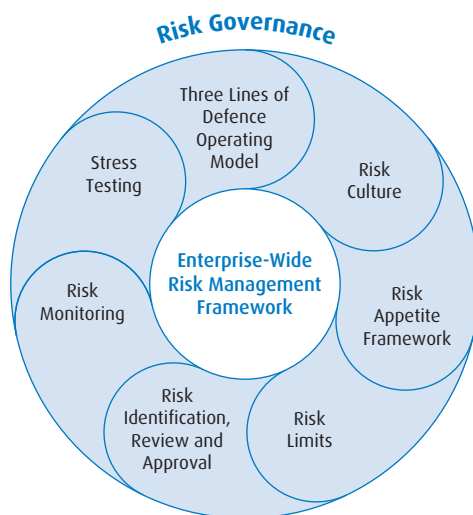 Risk Governance
Three Lines of
Defence
Operating
Model
Risk
Culture
Risk
Appetite
Framework
Risk
Limits
Risk
Identification,
Review and
Approval
Risk
Monitoring
Stress
Testing
Enterprise-Wide
Risk Management
Framework